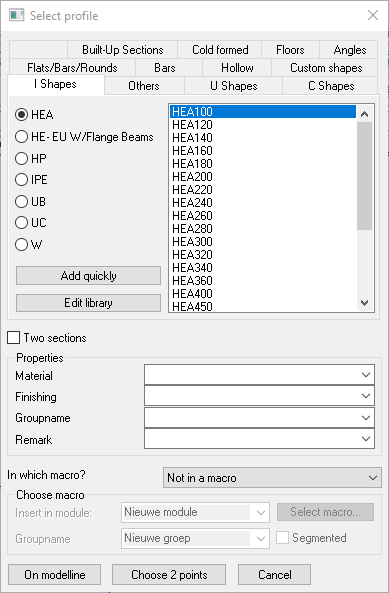 Select profile
Built-Up Sections Cold formed Floors Angles
Flats/Bars/Rounds Bars Hollow Custom shapes
I Shapes Others U Shapes C Shapes
HEA
HE- EU W/Flange Beams
HP
IPE
UB
UC
W
Add quickly
Edit library
HEA100
HEA120
HEA140
HEA160
HEA180
HEA200
HEA220
HEA240
HEA260
HEA280
HEA300
HEA320
HEA340
HEA360
HEA400
HEA450
Two sections
Properties
Material
Finishing
Groupname
Remark
In which macro? Not in a macro
Choose macro
Insert in module: Nieuwe module Select macro...
Groupname Nieuwe groep Segmented
On modelline Choose 2 points Cancel